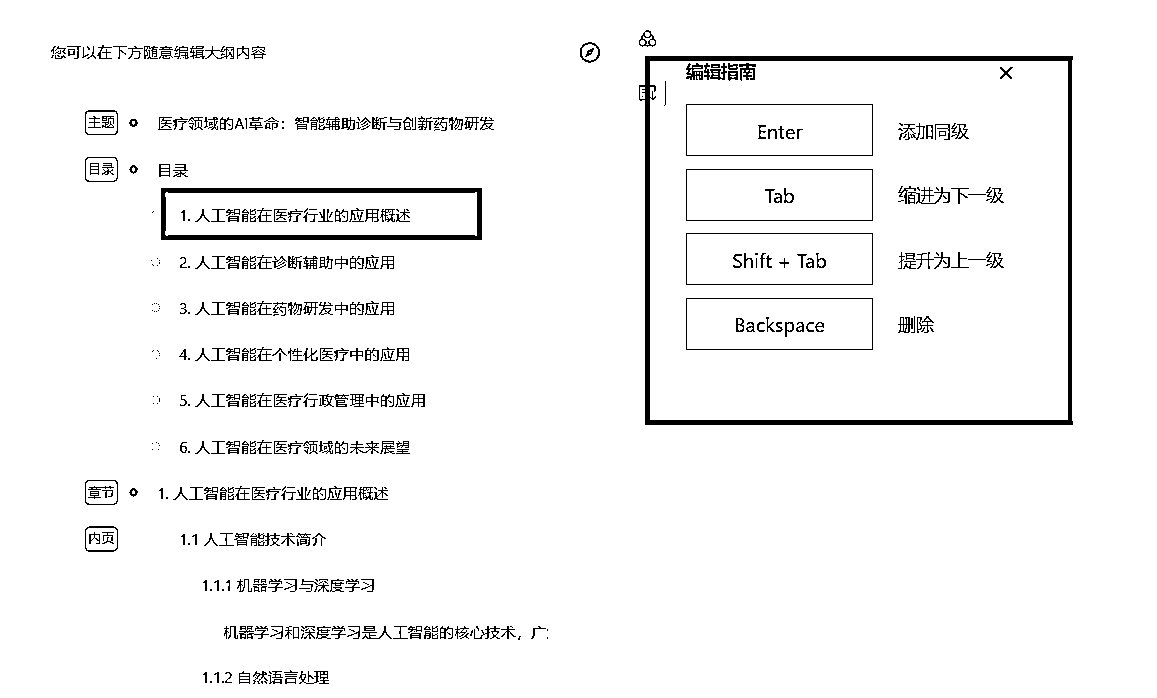 您可以在下方随意编辑大纲内容
主题 医疗领域的AI革命：智能辅助诊断与创新药物研发
目录 目录
1. 人工智能在医疗行业的应用概述
2. 人工智能在诊断辅助中的应用
3. 人工智能在药物研发中的应用
4. 人工智能在个性化医疗中的应用
5. 人工智能在医疗行政管理中的应用
6. 人工智能在医疗领域的未来展望
章节 1. 人工智能在医疗行业的应用概述
内页 1.1 人工智能技术简介
1.1.1 机器学习与深度学习
机器学习和深度学习是人工智能的核心技术，广
1.1.2 自然语言处理
编辑指南
Enter 添加同级
Tab 缩进为下一级
Shift + Tab 提升为上一级
Backspace 删除